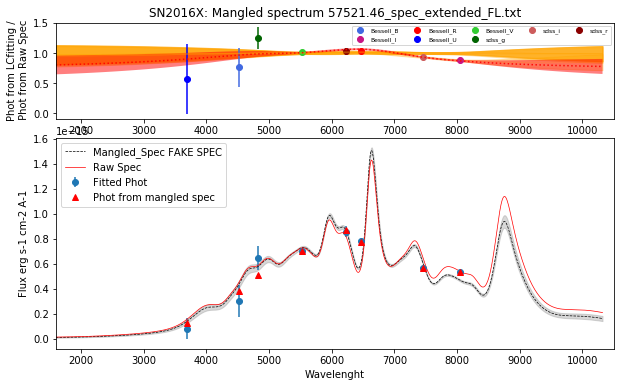 SN2016X: Mangled spectrum 57521.46_spec_extended_FL.txt
Phot from LCfitting /
Phot from Raw Spec
1.5
1.0
0.5
0.0
Bessell_B
Bessell_R
Bessell_V
sdss_i
sdss_r
Bessell_I
Bessell_U
sdss_g
2000 3000 4000 5000 6000 7000 8000 9000 10000
Flux erg s-1 cm-2 A-1
1.6
1.4
1.2
1.0
0.8
0.6
0.4
0.2
0.0
Mangled_Spec FAKE SPEC
Raw Spec
Fitted Phot
Phot from mangled spec
2000 3000 4000 5000 6000 7000 8000 9000 10000
Wavelenght